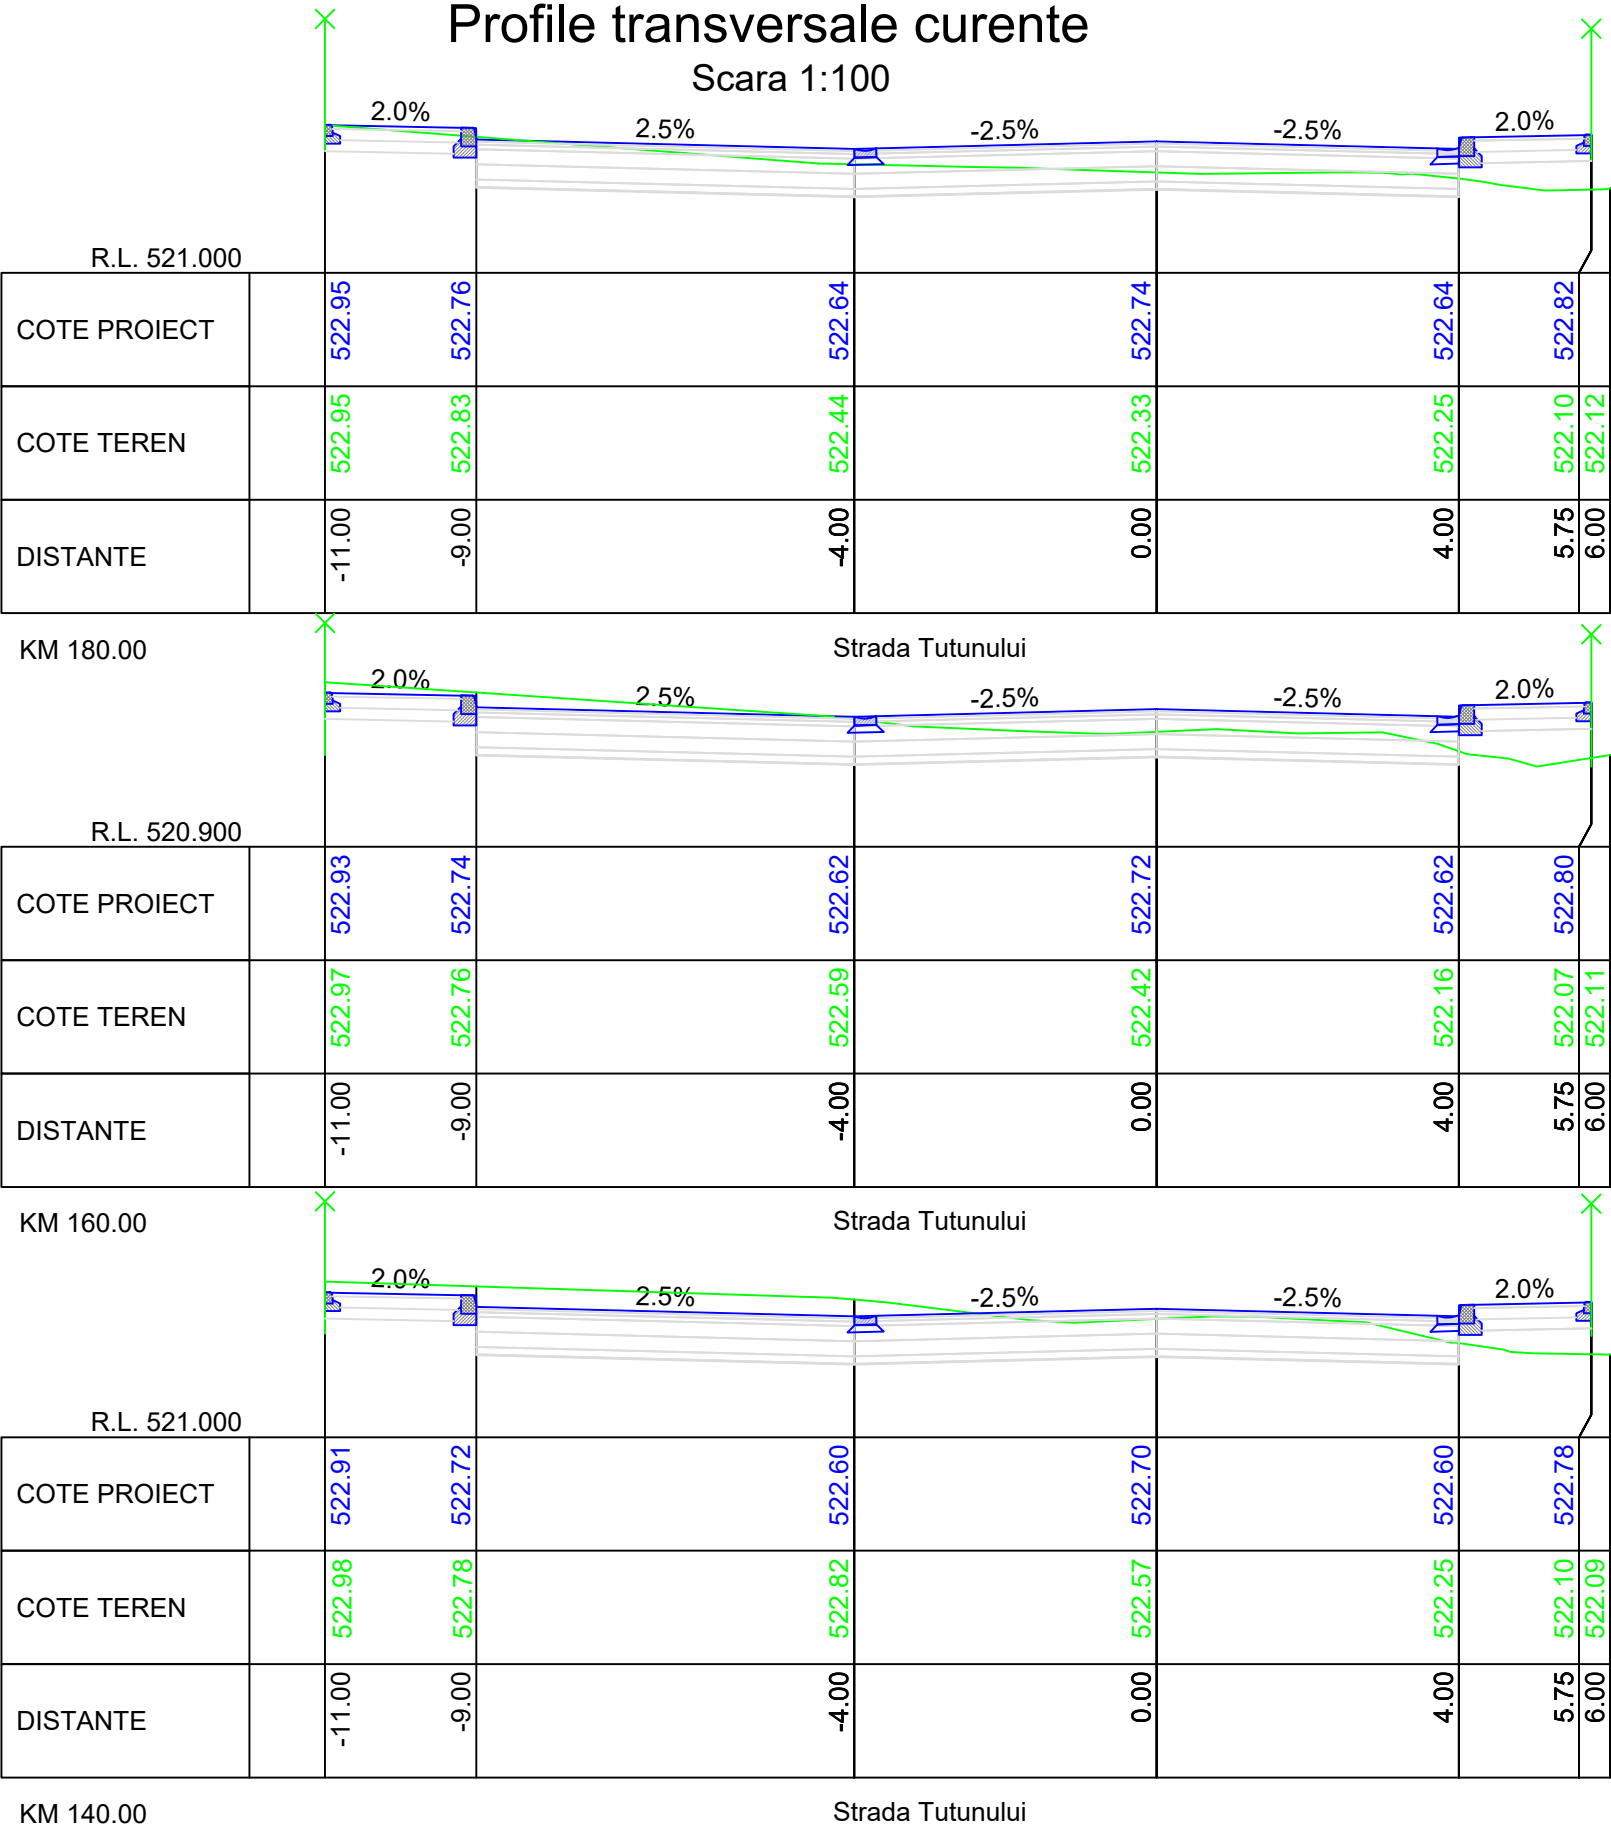 Profile transversale curente
Scara 1:100
2.0% 2.5% -2.5% -2.5% 2.0%
R.L. 521.000
COTE PROIECT 522.95 522.76 522.64 522.74 522.64 522.82
COTE TEREN 522.95 522.83 522.44 522.33 522.25 522.10 522.12
DISTANTE -11.00 -9.00 -4.00 0.00 4.00 5.75 6.00
KM 180.00 Strada Tutunului
2.0% 2.5% -2.5% -2.5% 2.0%
R.L. 520.900
COTE PROIECT 522.93 522.74 522.62 522.72 522.62 522.80
COTE TEREN 522.97 522.76 522.59 522.42 522.16 522.07 522.11
DISTANTE -11.00 -9.00 -4.00 0.00 4.00 5.75 6.00
KM 160.00 Strada Tutunului
2.0% 2.5% -2.5% -2.5% 2.0%
R.L. 521.000
COTE PROIECT 522.91 522.72 522.60 522.70 522.60 522.78
COTE TEREN 522.98 522.78 522.82 522.57 522.25 522.10 522.09
DISTANTE -11.00 -9.00 -4.00 0.00 4.00 5.75 6.00
KM 140.00 Strada Tutunului